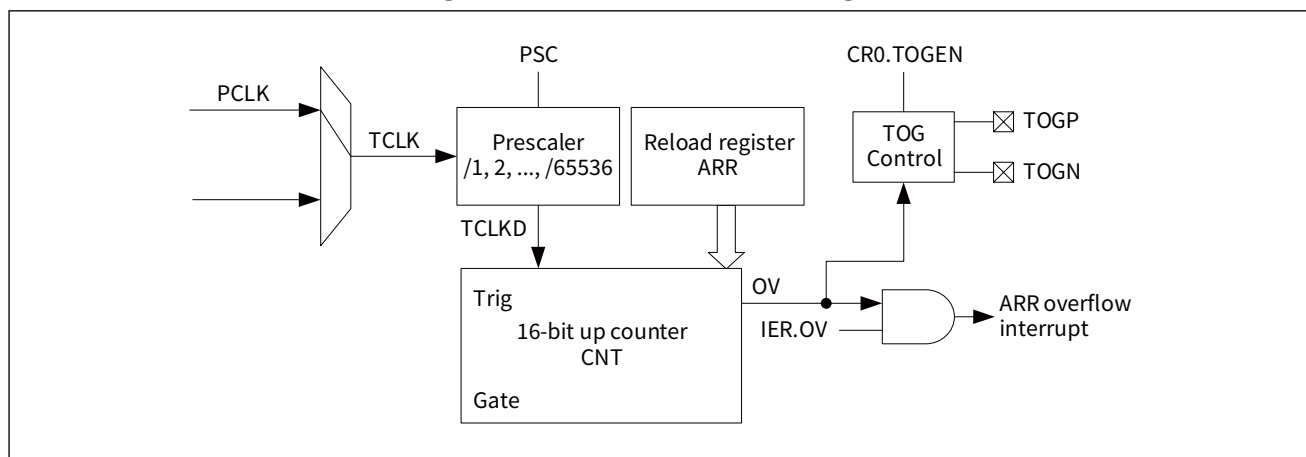 PSC
CR0.TOGEN
PCLK
TCLK
Prescaler
/1, 2, ..., /65536
Reload register
ARR
TOG
Control
TOGP
TOGN
TCLKD
Trig
16-bit up counter
CNT
Gate
OV
IER.OV
ARR overflow
interrupt